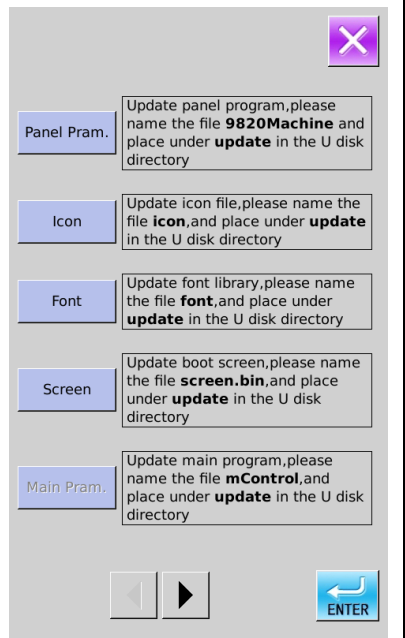 Panel Pram.
Update panel program,please
name the file 9820Machine and
place under update in the U disk
directory
Icon
Update icon file,please name the
file icon,and place under update
in the U disk directory
Font
Update font library,please name
the file font,and place under
update in the U disk directory
Screen
Update boot screen,please name
the file screen.bin,and place
under update in the U disk
directory
Main Pram.
Update main program,please
name the file mControl,and
place under update in the U disk
directory
ENTER